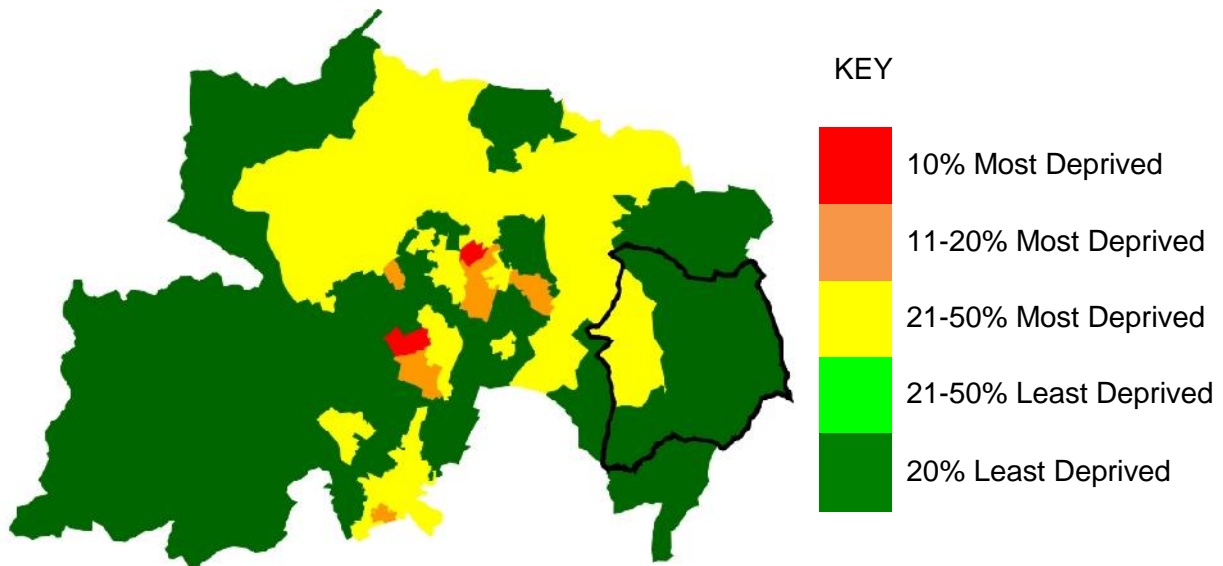 KEY
10% Most Deprived
11-20% Most Deprived
21-50% Most Deprived
21-50% Least Deprived
20% Least Deprived